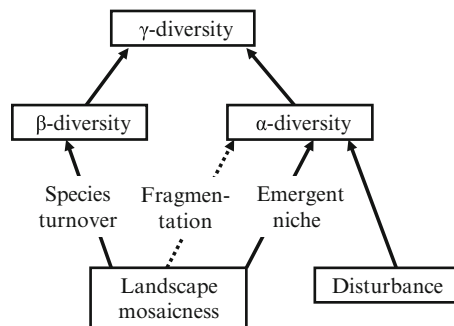 γ-diversity
β-diversity
α-diversity
Species
turnover
Fragmen-
tation
Emergent
niche
Landscape
mosaicness
Disturbance